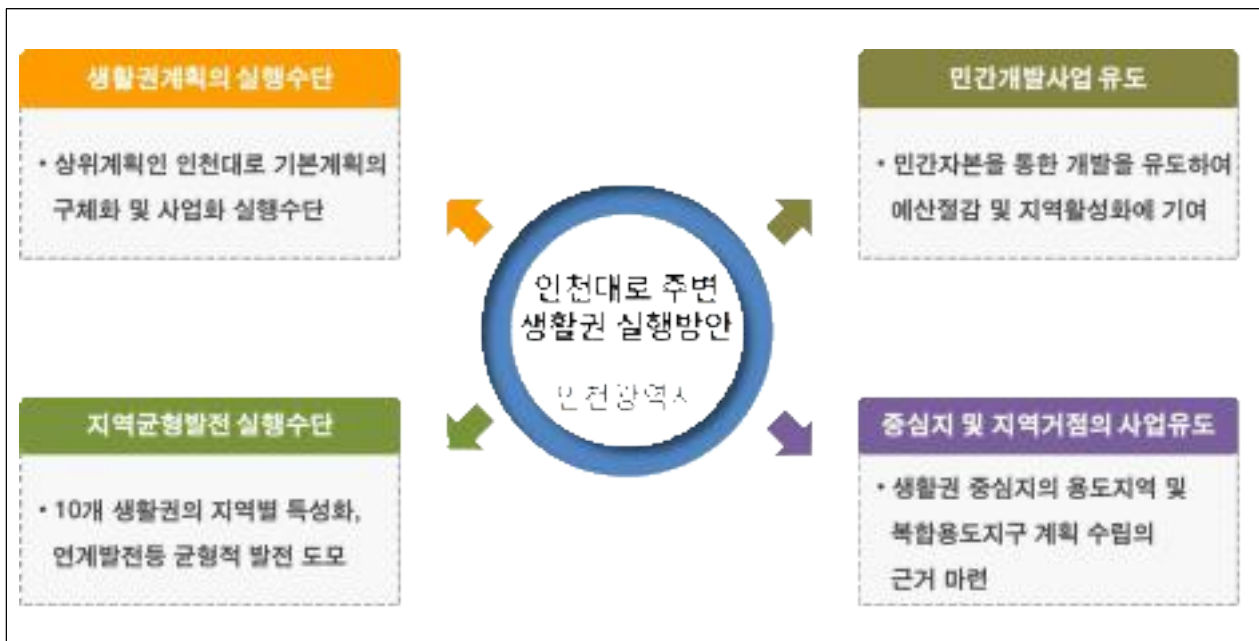 생활권계획의 실행수단
• 상위계획인 인천대로 기본계획의
구체화 및 사업화 실행수단
민간개발사업 유도
• 민간자본을 통한 개발을 유도하여
예산절감 및 지역활성화에 기여
인천대로 주변
생활권 실행방안
인천광역시
지역균형발전 실행수단
• 10개 생활권의 지역별 특성화,
연계발전등 균형적 발전 도모
중심지 및 지역거점의 사업유도
• 생활권 중심지의 용도지역 및
복합용도지구 계획 수립의
근거 마련